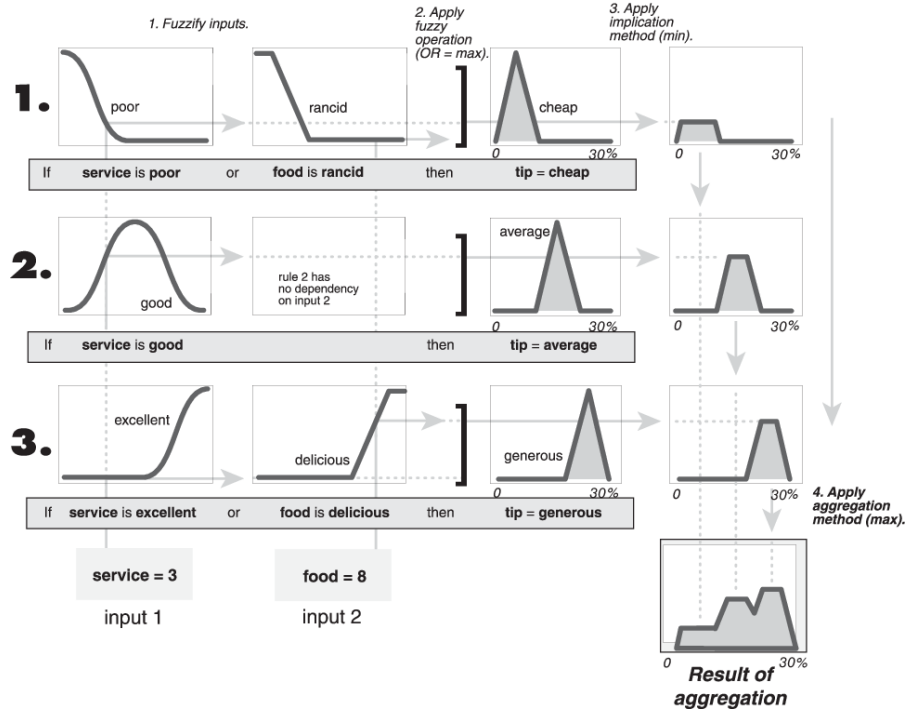 1. Fuzzify inputs.
2. Apply
fuzzy
operation
(OR = max).
3. Apply
implication
method (min).
1.
poor
rancid
cheap
0
30%
0
30%
If service is poor or food is rancid then tip = cheap
2.
good
rule 2 has
no dependency
on input 2
average
0
30%
0
30%
If service is good then tip = average
3.
excellent
delicious
generous
0
30%
0
30%
If service is excellent or food is delicious then tip = generous
4. Apply
aggregation
method (max).
service = 3
input 1
food = 8
input 2
0
30%
Result of
aggregation